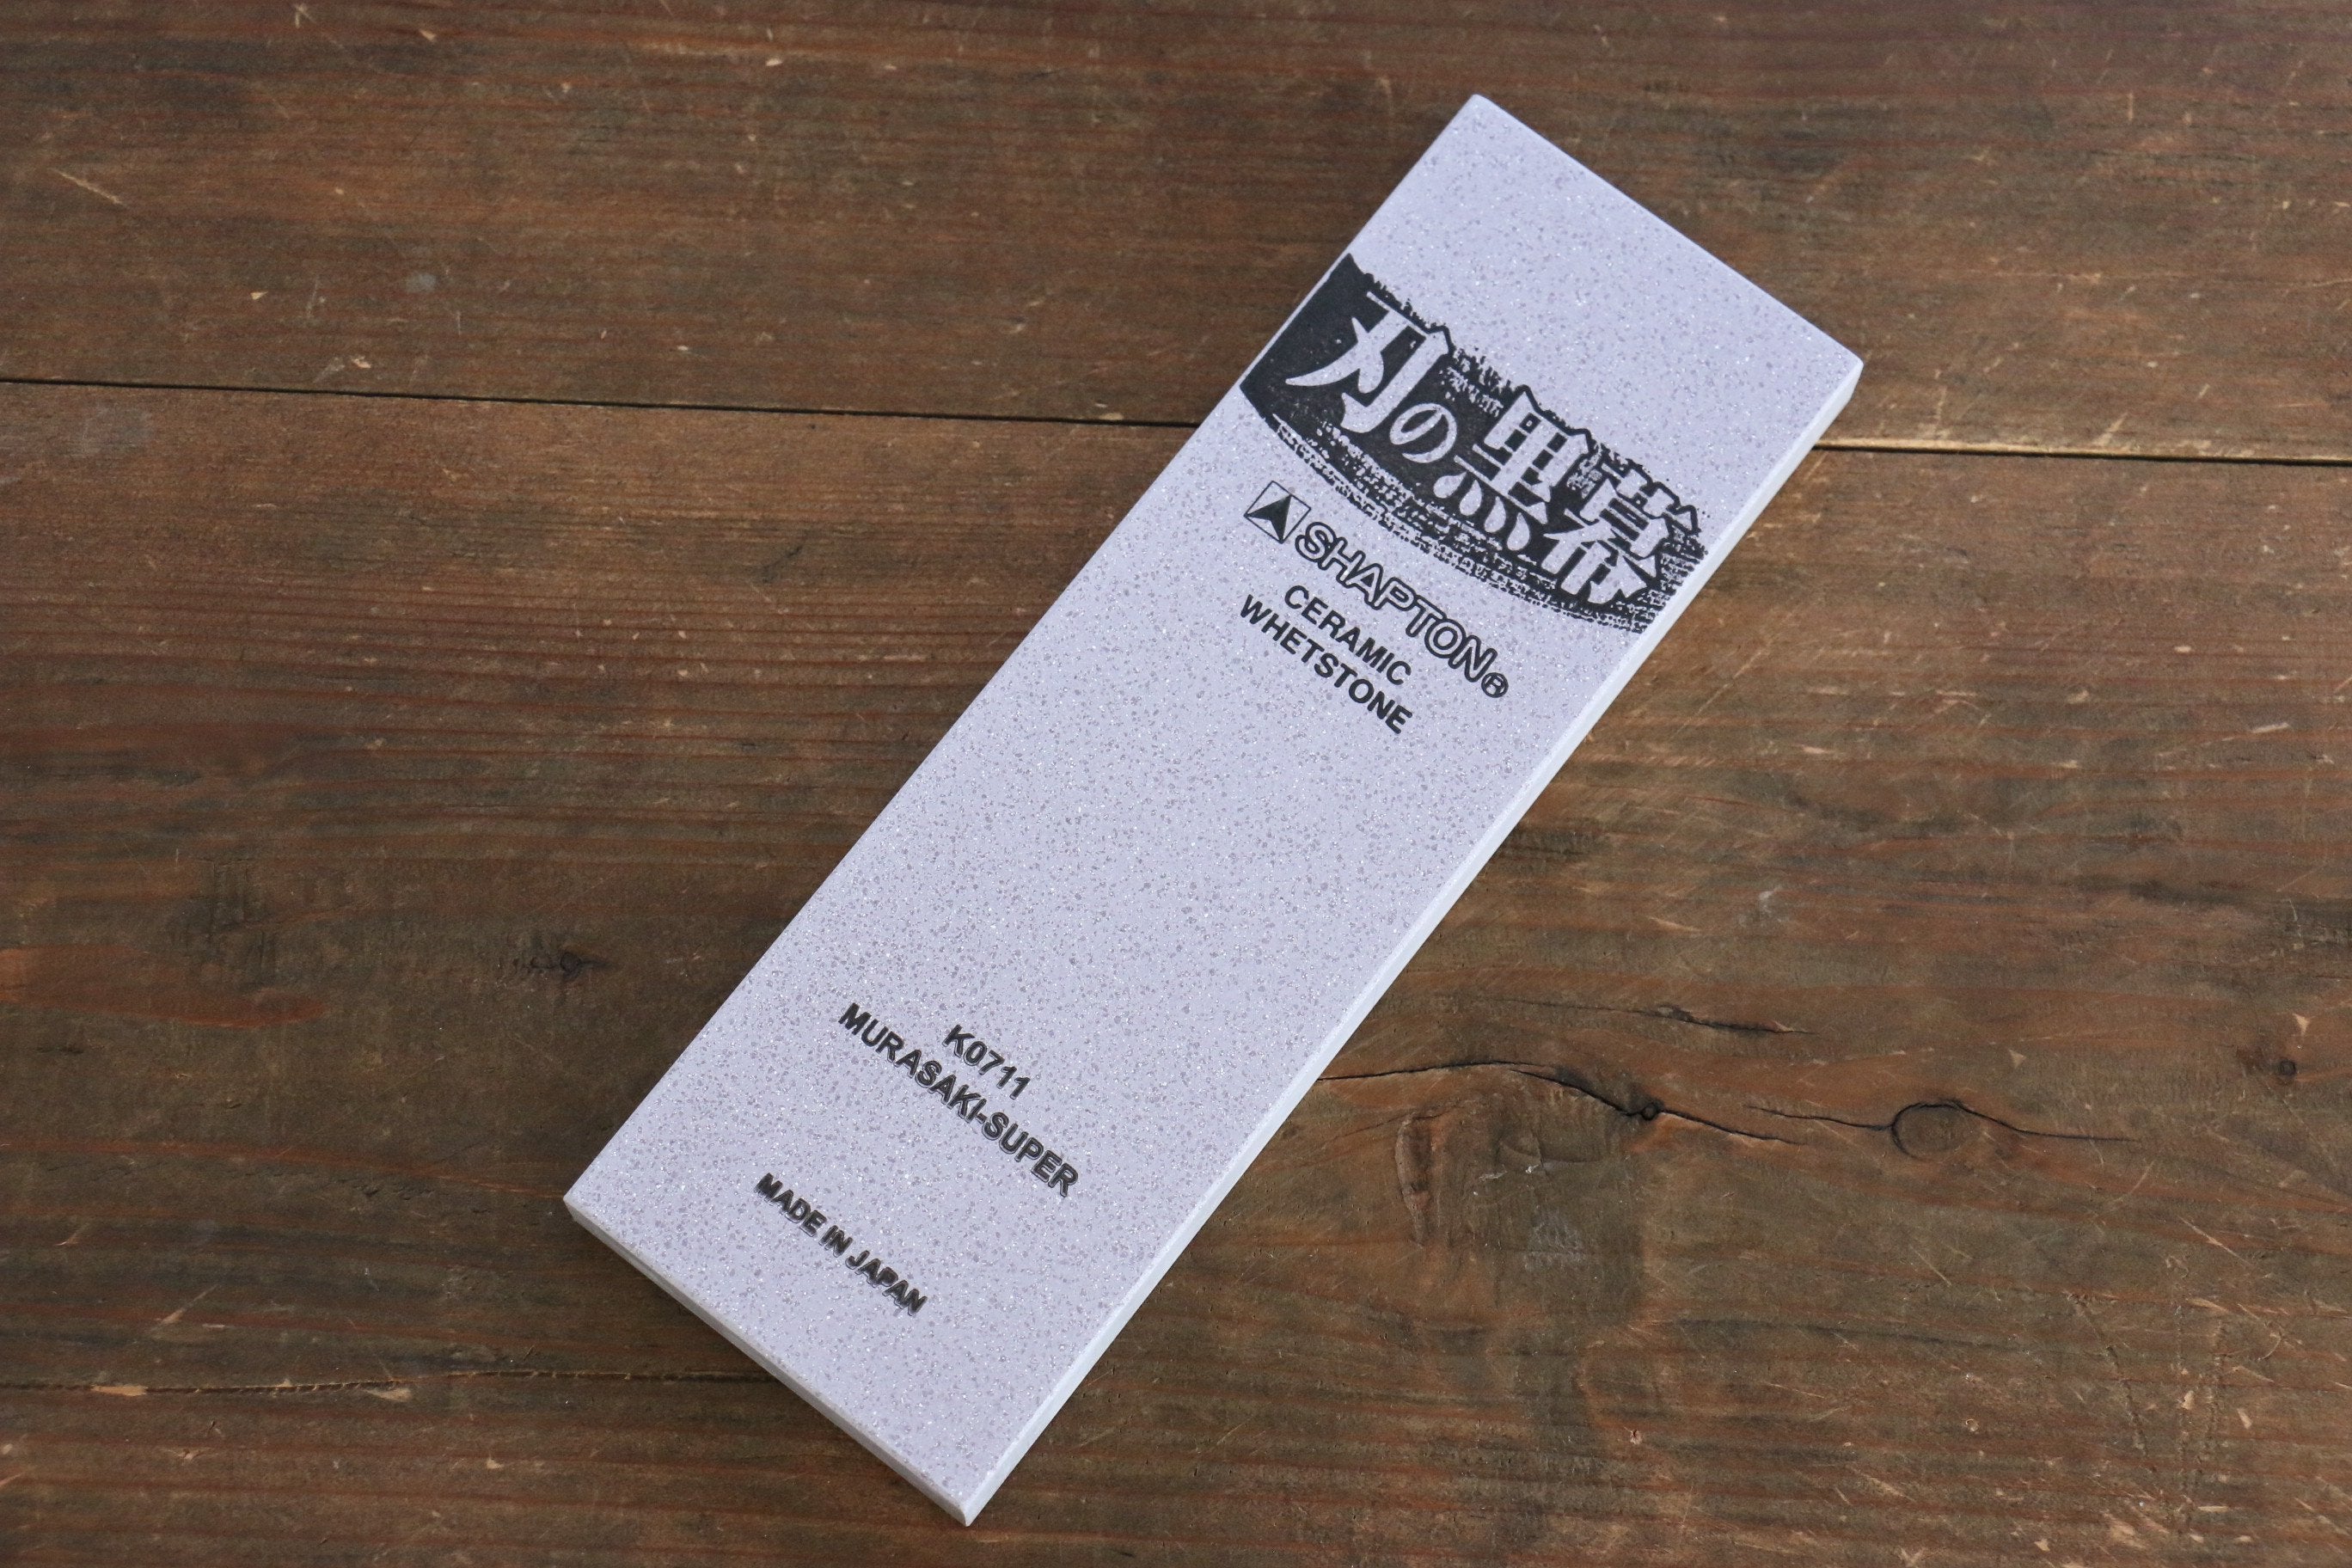 刃の黒幕
SHAPTON®
CERAMIC
WHETSTONE
K0711
MURASAKI-SUPER
MADE IN JAPAN